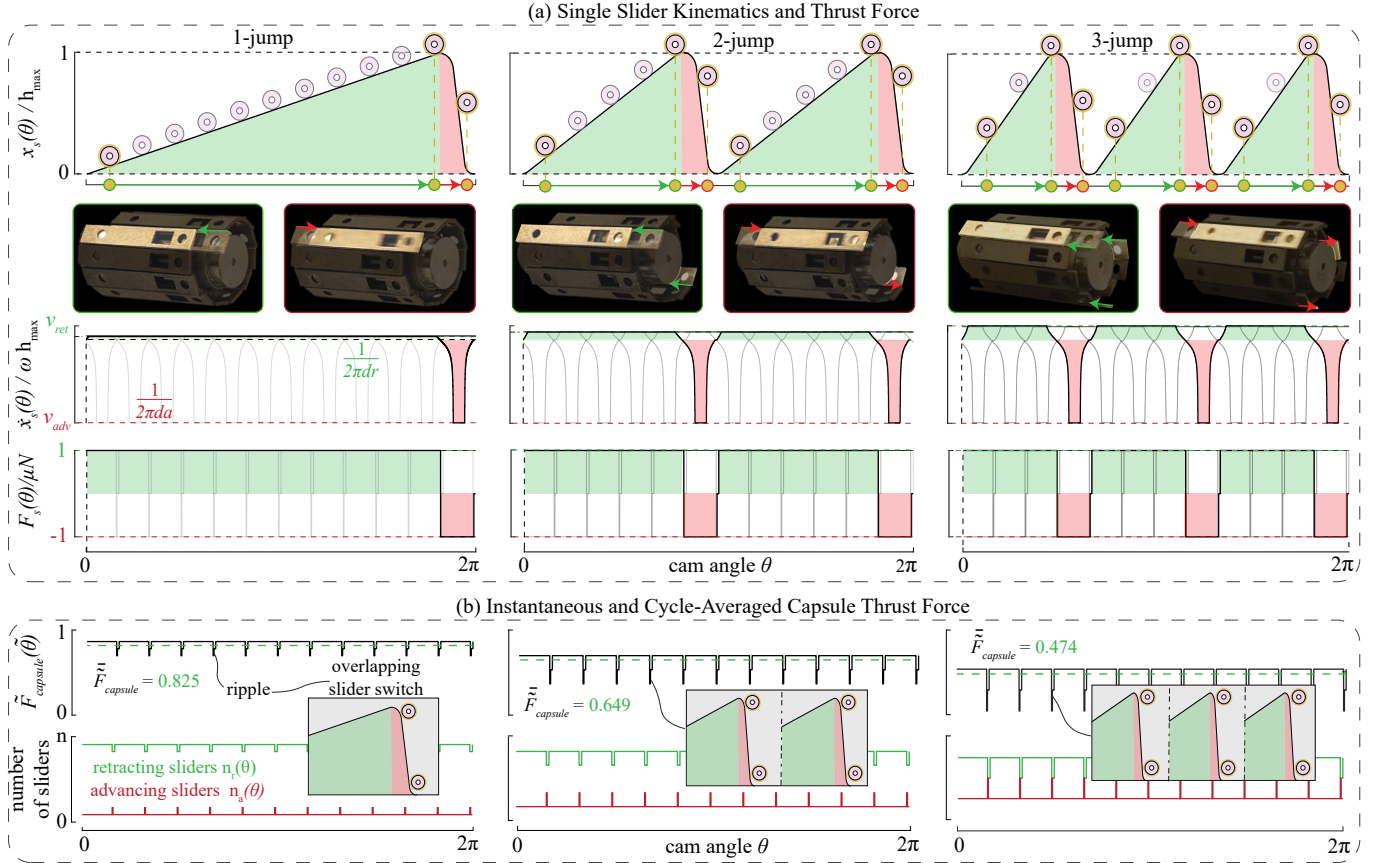 (a) Single Slider Kinematics and Thrust Force
1-jump
2-jump
3-jump
x_s(θ) / h_max
1
0
ẋ_s(θ) / ω h_max
v_ret
v_adv
1/2πdr
1/2πda
F_s(θ)/μN
1
-1
0
2π
cam angle θ
0
2π
cam angle θ
0
2π
(b) Instantaneous and Cycle-Averaged Capsule Thrust Force
F̃_capsule(θ)
1
0
F̃̄_capsule = 0.825
ripple
overlapping
slider switch
F̃̄_capsule = 0.649
F̃̄_capsule = 0.474
number
of sliders
n
0
retracting sliders n_r(θ)
advancing sliders n_a(θ)
0
2π
0
2π
cam angle θ
0
2π